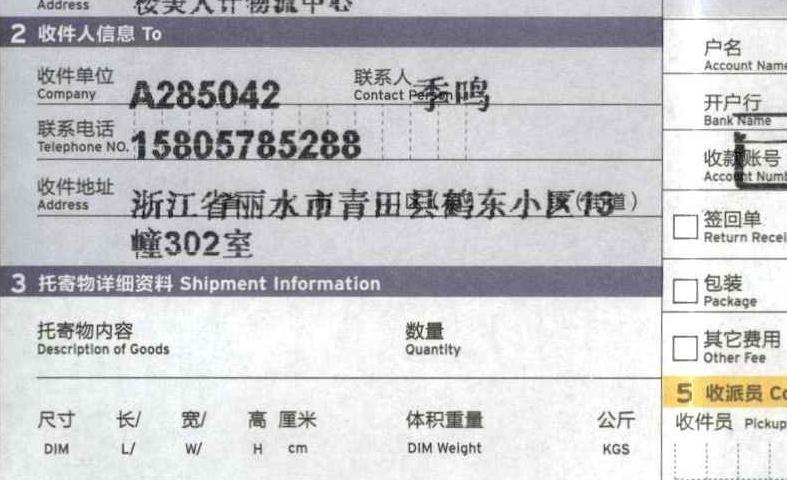 Address
2 收件人信息 To
收件单位 A285042 联系人 季鸣
Company Contact Person
联系电话 15805785288
Telephone NO.
收件地址 浙江省丽水市青田县鹤东小区13
Address
幢302室
3 托寄物详细资料 Shipment Information
托寄物内容 数量
Description of Goods Quantity
尺寸 长/ 宽/ 高 厘米 体积重量 公斤
DIM L/ W/ H cm DIM Weight KGS
户名
Account Name
开户行
Bank Name
收款账号
Account Numb
签回单
Return Recei
包装
Package
其它费用
Other Fee
5 收派员 Co
收件员 Pickup